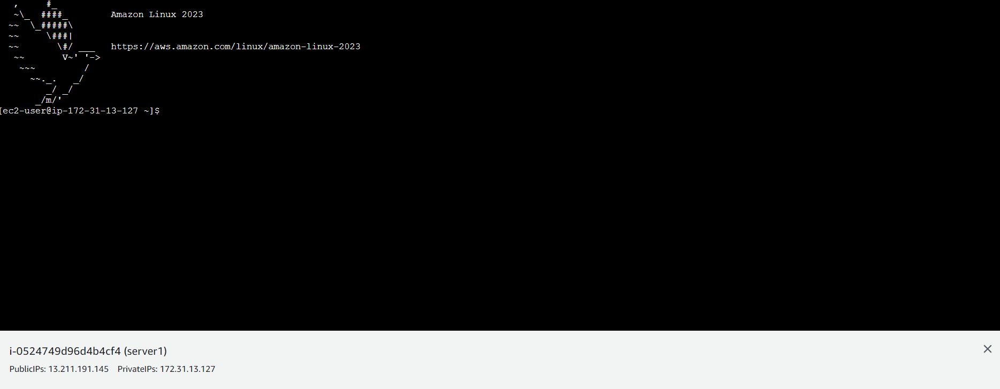 ,     #_
   ~\_  ####_        Amazon Linux 2023
  ~~  \_#####\
  ~~     \###|
  ~~       \#/ ___   https://aws.amazon.com/linux/amazon-linux-2023
   ~~       V~' '->
    ~~~         /
      ~~._.   _/
         _/ _/
       _/m/'
[ec2-user@ip-172-31-13-127 ~]$
i-0524749d96d4b4cf4 (server1)
PublicIPs: 13.211.191.145    PrivateIPs: 172.31.13.127